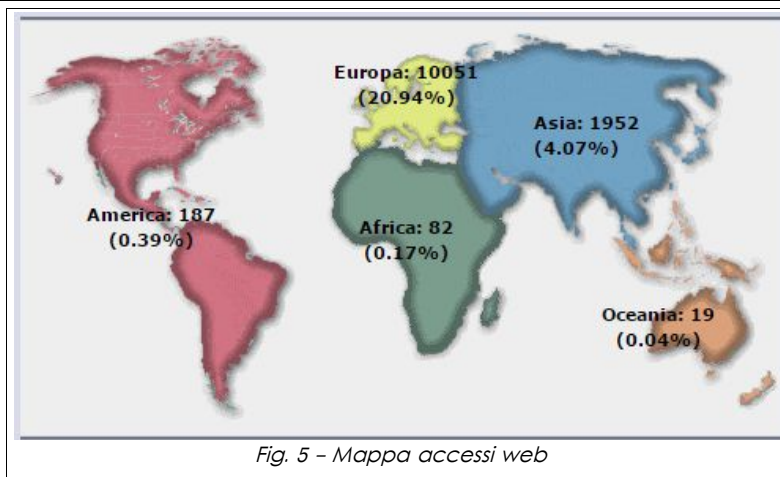 Europa: 10051
(20.94%)
Asia: 1952
(4.07%)
America: 187
(0.39%)
Africa: 82
(0.17%)
Oceania: 19
(0.04%)
Fig. 5 – Mappa accessi web